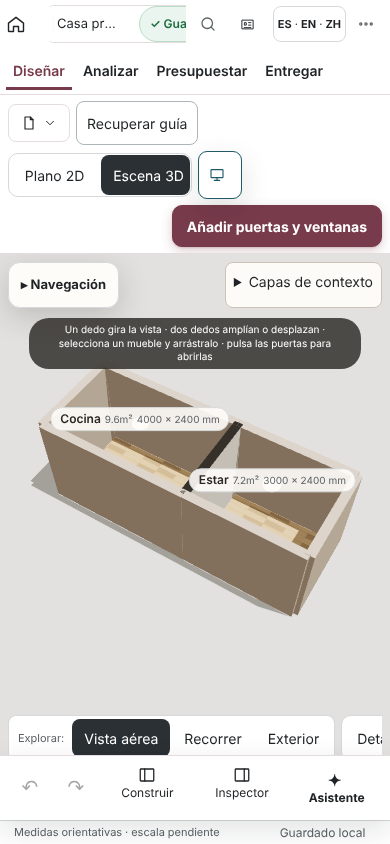 Casa pr... ✓ Gua ES · EN · ZH
Diseñar Analizar Presupuestar Entregar
Recuperar guía
Plano 2D Escena 3D
Añadir puertas y ventanas
▸ Navegación
▶ Capas de contexto
Un dedo gira la vista · dos dedos amplían o desplazan ·
selecciona un mueble y arrástralo · pulsa las puertas para
abrirlas
Cocina 9.6m² 4000 × 2400 mm
Estar 7.2m² 3000 × 2400 mm
Explorar: Vista aérea Recorrer Exterior Deta
Construir Inspector Asistente
Medidas orientativas · escala pendiente Guardado local